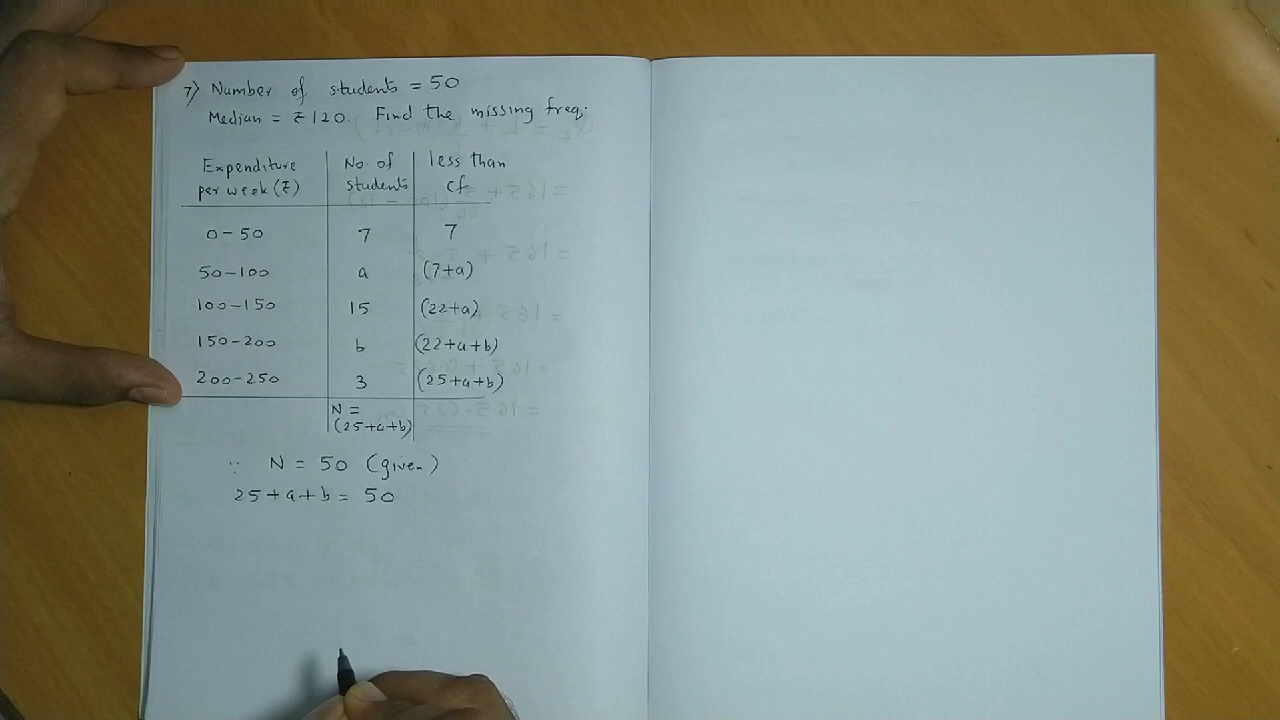 7) Number of students = 50
Median = ₹120. Find the missing freq.
Expenditure per week (₹) No. of students less than cf
0-50 7 7
50-100 a (7+a)
100-150 15 (22+a)
150-200 b (22+a+b)
200-250 3 (25+a+b)
N = (25+a+b)
∵ N = 50 (given)
25+a+b = 50